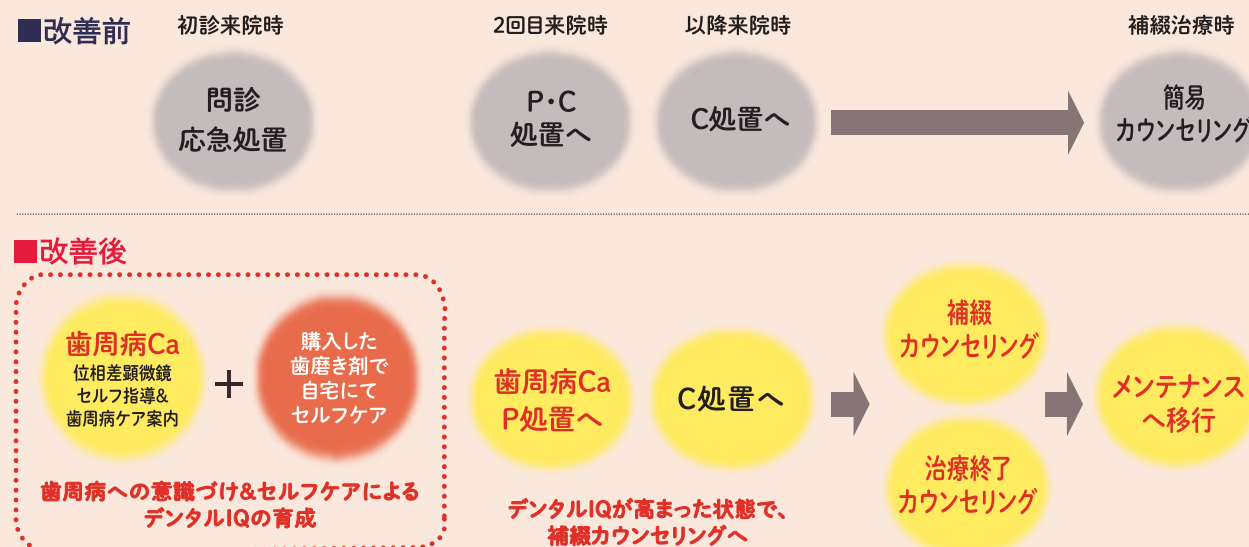 ■改善前
初診来院時
2回目来院時
以降来院時
補綴治療時
問診
応急処置
P・C
処置へ
C処置へ
簡易
カウンセリング
■改善後
歯周病Ca
位相差顕微鏡
セルフ指導&
歯周病ケア案内
+
購入した
歯磨き剤で
自宅にて
セルフケア
歯周病への意識づけ&セルフケアによる
デンタルIQの育成
歯周病Ca
P処置へ
C処置へ
デンタルIQが高まった状態で、
補綴カウンセリングへ
補綴
カウンセリング
治療終了
カウンセリング
メンテナンス
へ移行